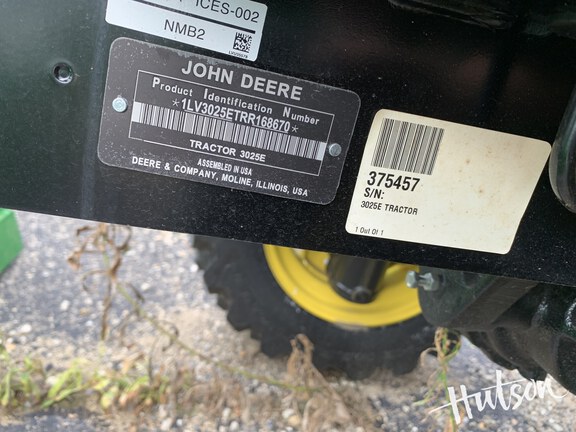 ICES-002
NMB2
JOHN DEERE
Product Identification Number
*1LV3025ETRR168670*
TRACTOR 3025E
ASSEMBLED IN USA
DEERE & COMPANY, MOLINE, ILLINOIS, USA
375457
S/N:
3025E TRACTOR
1 Out Of 1
Hutson